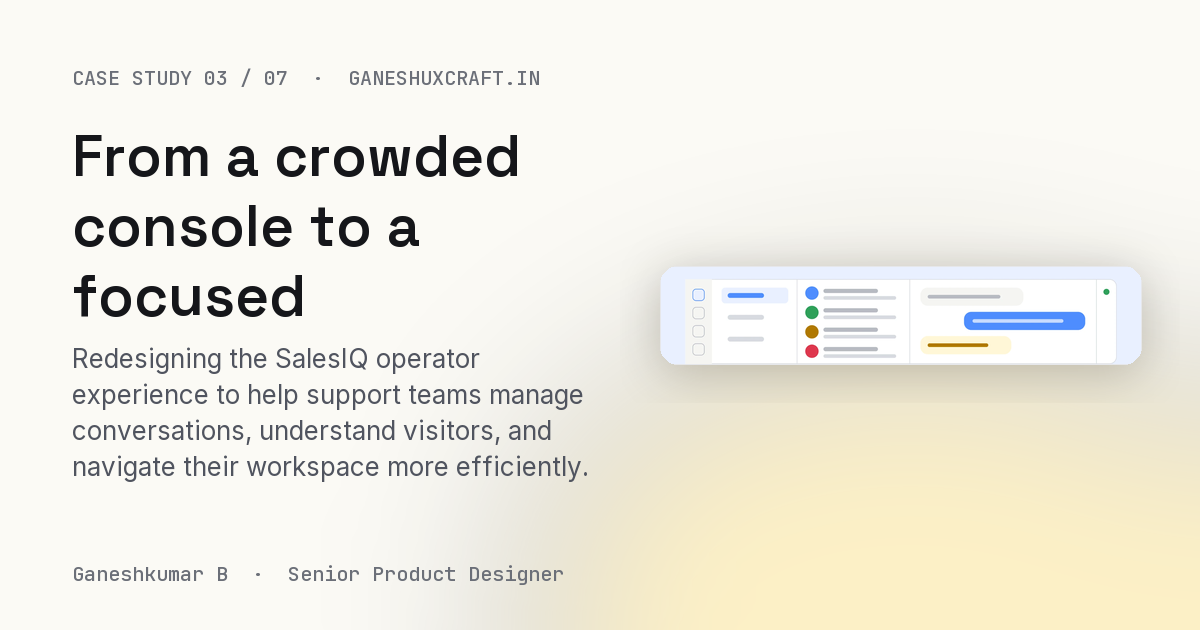 CASE STUDY 03 / 07 · GANESHUXCRAFT.IN
From a crowded
console to a
focused
Redesigning the SalesIQ operator
experience to help support teams manage
conversations, understand visitors, and
navigate their workspace more efficiently.
Ganeshkumar B · Senior Product Designer